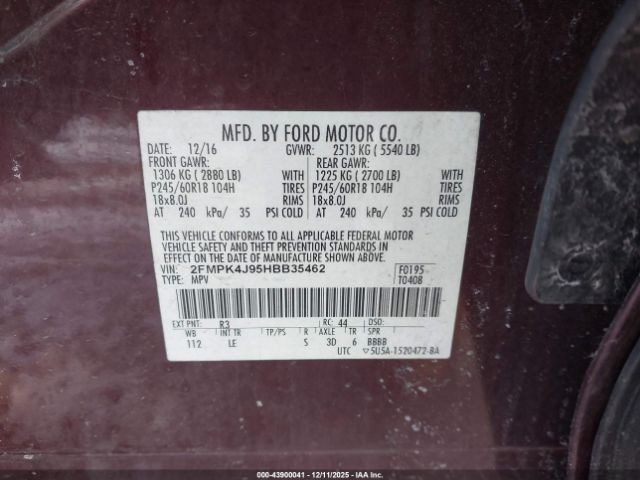 MFD. BY FORD MOTOR CO.
DATE: 12/16 GVWR: 2513 KG ( 5540 LB)
FRONT GAWR: REAR GAWR:
1306 KG ( 2880 LB) WITH 1225 KG ( 2700 LB) WITH
P245/60R18 104H TIRES P245/60R18 104H TIRES
18x8.0J RIMS 18x8.0J RIMS
AT 240 kPa/ 35 PSI COLD AT 240 kPa/ 35 PSI COLD
THIS VEHICLE CONFORMS TO ALL APPLICABLE FEDERAL MOTOR
VEHICLE SAFETY AND BUMPER STANDARDS AND THEFT PREVENTION STANDARDS IN
EFFECT ON THE DATE OF MANUFACTURE SHOWN ABOVE.
VIN: 2FMPK4J95HBB35462 F0195
TYPE: MPV T0408
EXT PNT: R3 RC: 44 DSO:
WB INT TR TP/PS R AXLE TR SPR
112 LE S 3D 6 BBBB
UTC ▽5U5A-1520472-BA
000-43900041 - 12/11/2025 - IAA Inc.